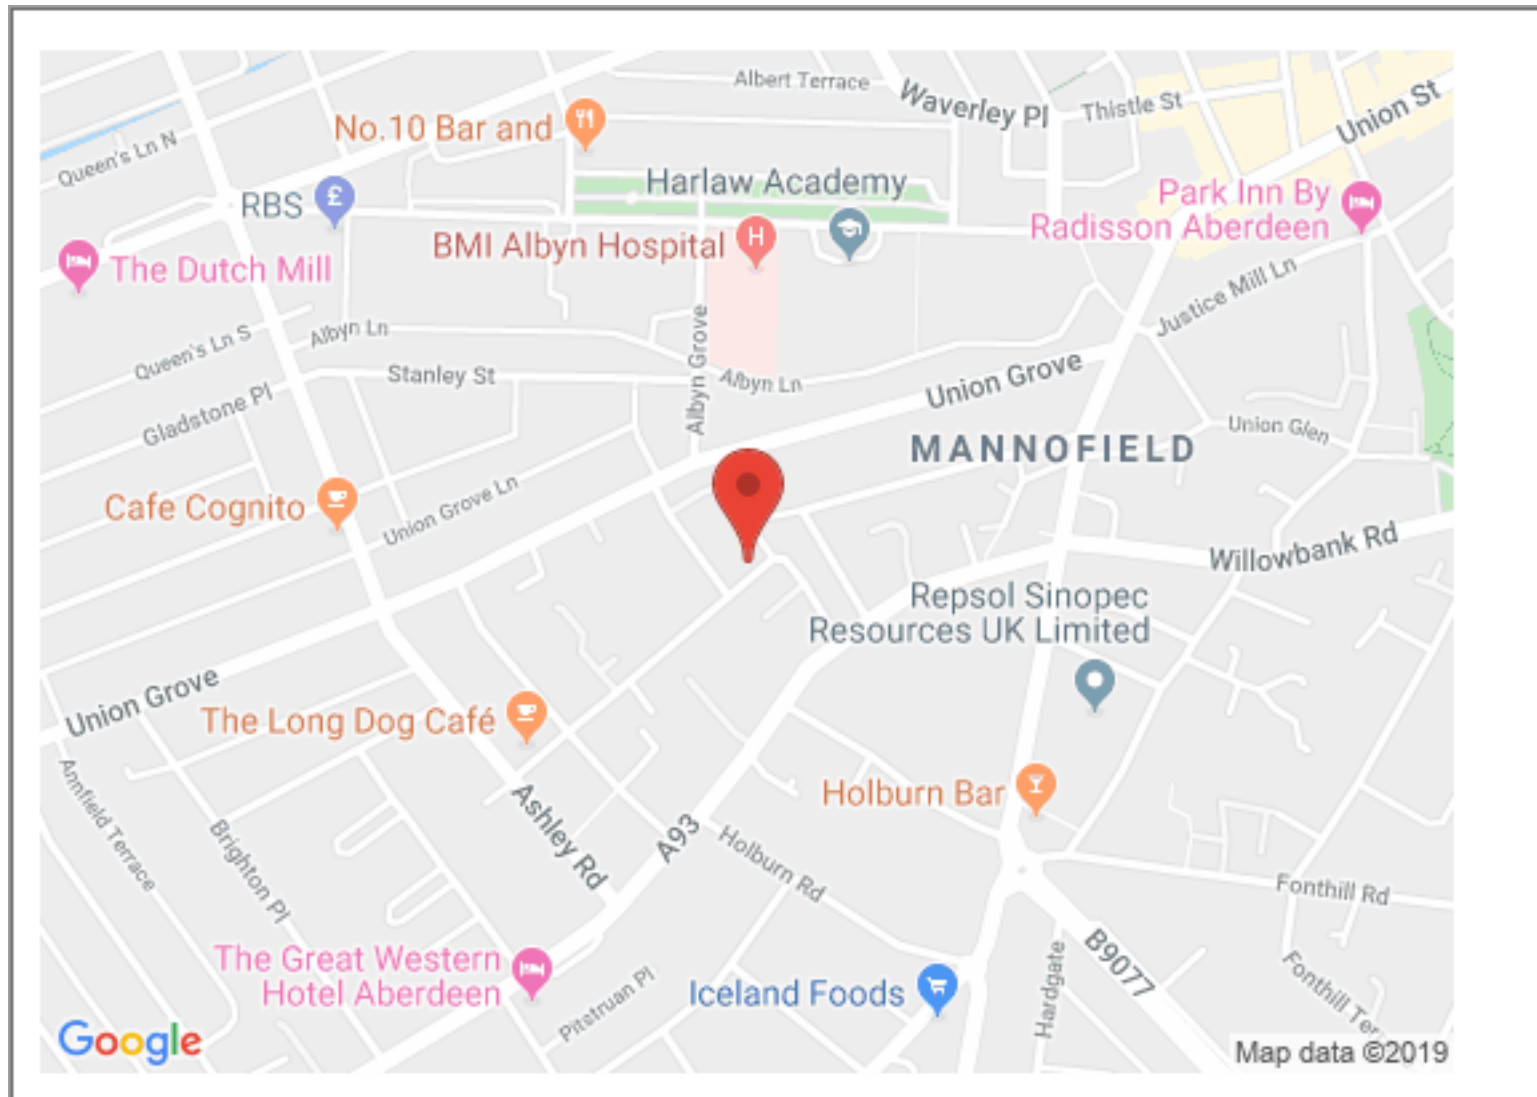 Albert Terrace
Waverley Pl
Thistle St
Union St
No.10 Bar and
Queen's Ln N
RBS
£
Harlaw Academy
Park Inn By
Radisson Aberdeen
BMI Albyn Hospital
H
The Dutch Mill
Justice Mill Ln
Queen's Ln S
Albyn Ln
Albyn Grove
Stanley St
Albyn Ln
Union Grove
Gladstone Pl
Union Glen
MANNOFIELD
Cafe Cognito
Union Grove Ln
Willowbank Rd
Repsol Sinopec
Resources UK Limited
Union Grove
The Long Dog Café
Annfield Terrace
Brighton Pl
Ashley Rd
A93
Holburn Bar
Holburn Rd
Fonthill Rd
The Great Western
Hotel Aberdeen
Pitstruan Pl
Iceland Foods
Hardgate
B9077
Fonthill Ter
Google
Map data ©2019